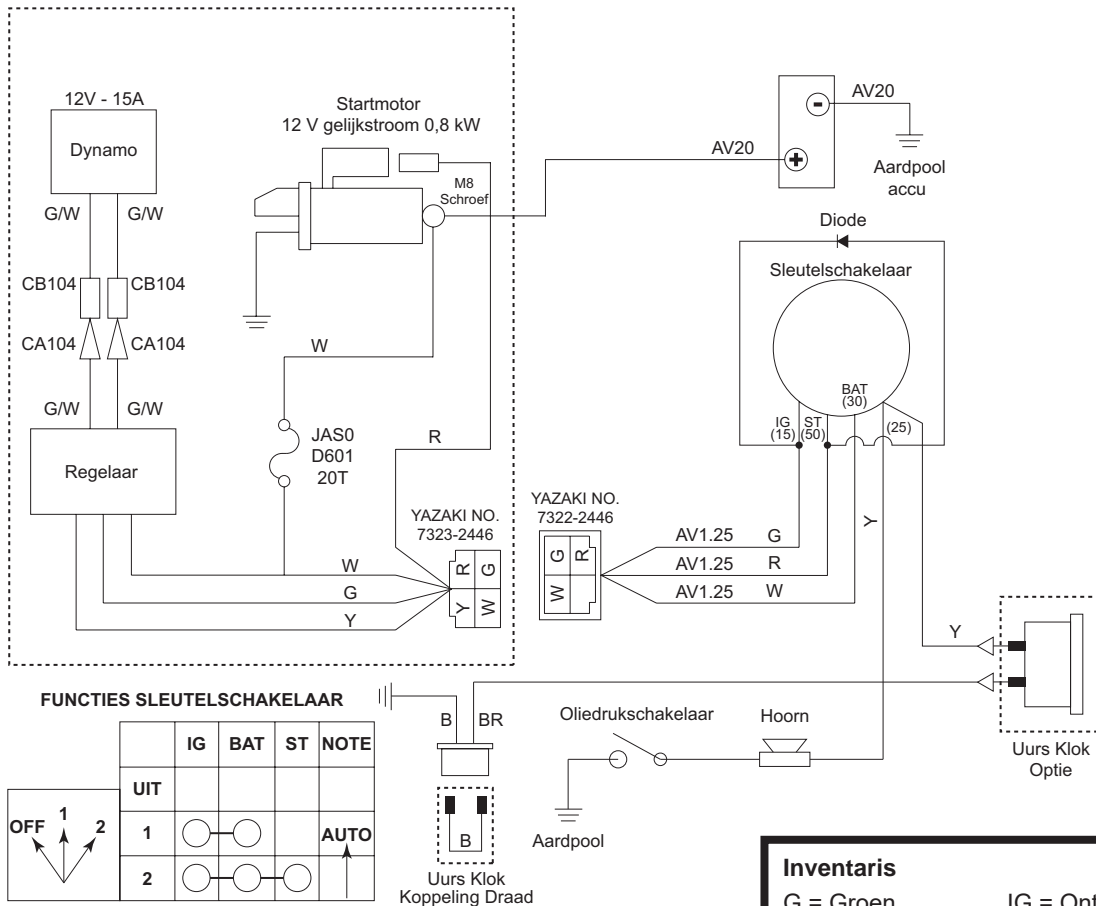 12V - 15A
Dynamo
G/W G/W
CB104 CB104
CA104 CA104
G/W G/W
Regelaar
Startmotor
12 V gelijkstroom 0,8 kW
M8
Schroef
W
JAS0
D601
20T
R
YAZAKI NO.
7323-2446
R G
Y W
W
G
Y
AV20
AV20
Aardpool
accu
Diode
Sleutelschakelaar
BAT
(30)
IG
(15)
ST
(50)
(25)
YAZAKI NO.
7322-2446
G R
W
AV1.25 G
AV1.25 R
AV1.25 W
Y
Y
Uurs Klok
Optie
B BR
B
Uurs Klok
Koppeling Draad
Oliedrukschakelaar
Hoorn
Aardpool
FUNCTIES SLEUTELSCHAKELAAR
IG BAT ST NOTE
UIT
1 AUTO
2
OFF 1 2
Inventaris
G = Groen